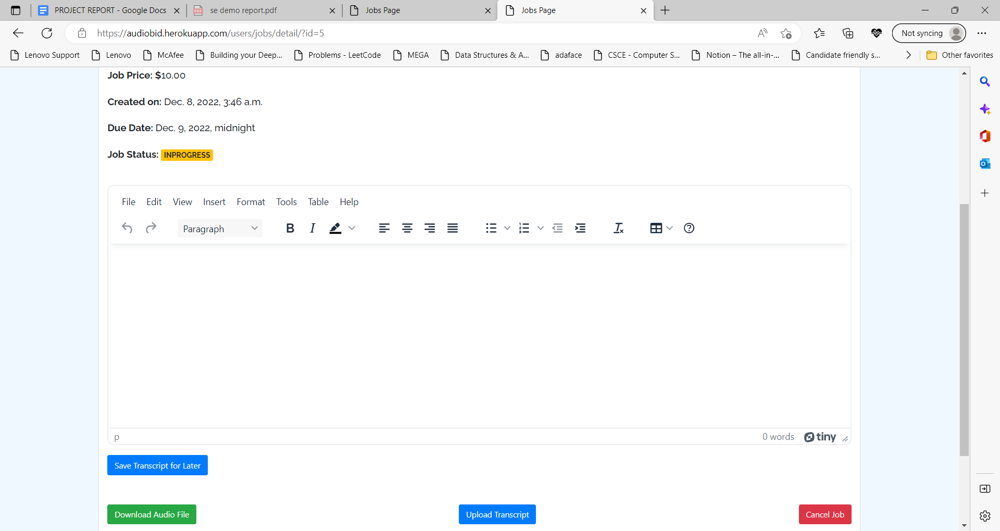 PROJECT REPORT - Google Docs
se demo report.pdf
Jobs Page
Jobs Page
https://audiobid.herokuapp.com/users/jobs/detail/?id=5
Not syncing
Lenovo Support
Lenovo
McAfee
Building your Deep...
Problems - LeetCode
MEGA
Data Structures & A...
adaface
CSCE - Computer S...
Notion – The all-in-...
Candidate friendly s...
Other favorites
Job Price: $10.00
Created on: Dec. 8, 2022, 3:46 a.m.
Due Date: Dec. 9, 2022, midnight
Job Status: INPROGRESS
File Edit View Insert Format Tools Table Help
Paragraph B I
p 0 words tiny
Save Transcript for Later
Download Audio File Upload Transcript Cancel Job